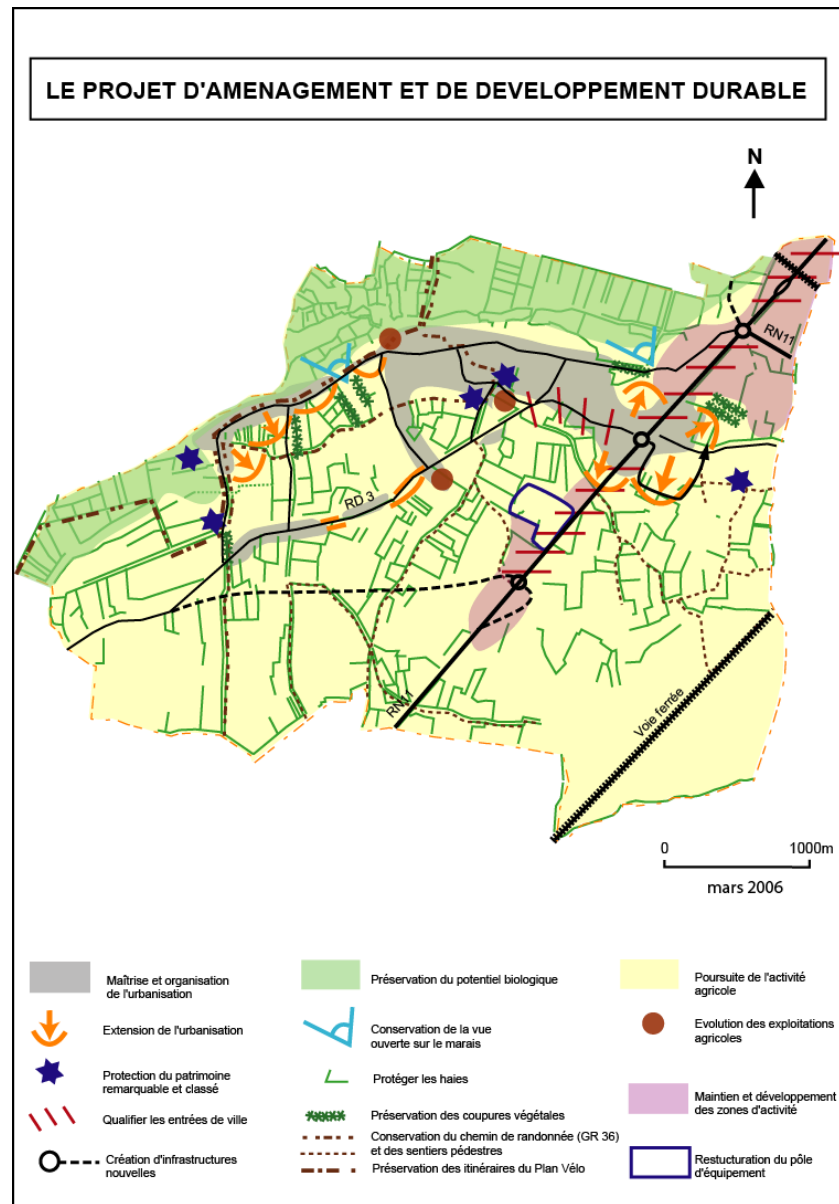 LE PROJET D'AMENAGEMENT ET DE DEVELOPPEMENT DURABLE
N
RN11
RD 3
RN11
Voie ferrée
0 1000m
mars 2006
Maîtrise et organisation
de l'urbanisation
Extension de l'urbanisation
Protection du patrimoine
remarquable et classé
Qualifier les entrées de ville
Création d'infrastructures
nouvelles
Préservation du potentiel biologique
Conservation de la vue
ouverte sur le marais
Protéger les haies
Préservation des coupures végétales
Conservation du chemin de randonnée (GR 36)
et des sentiers pédestres
Préservation des itinéraires du Plan Vélo
Poursuite de l'activité
agricole
Evolution des exploitations
agricoles
Maintien et développement
des zones d'activité
Restucturation du pôle
d'équipement